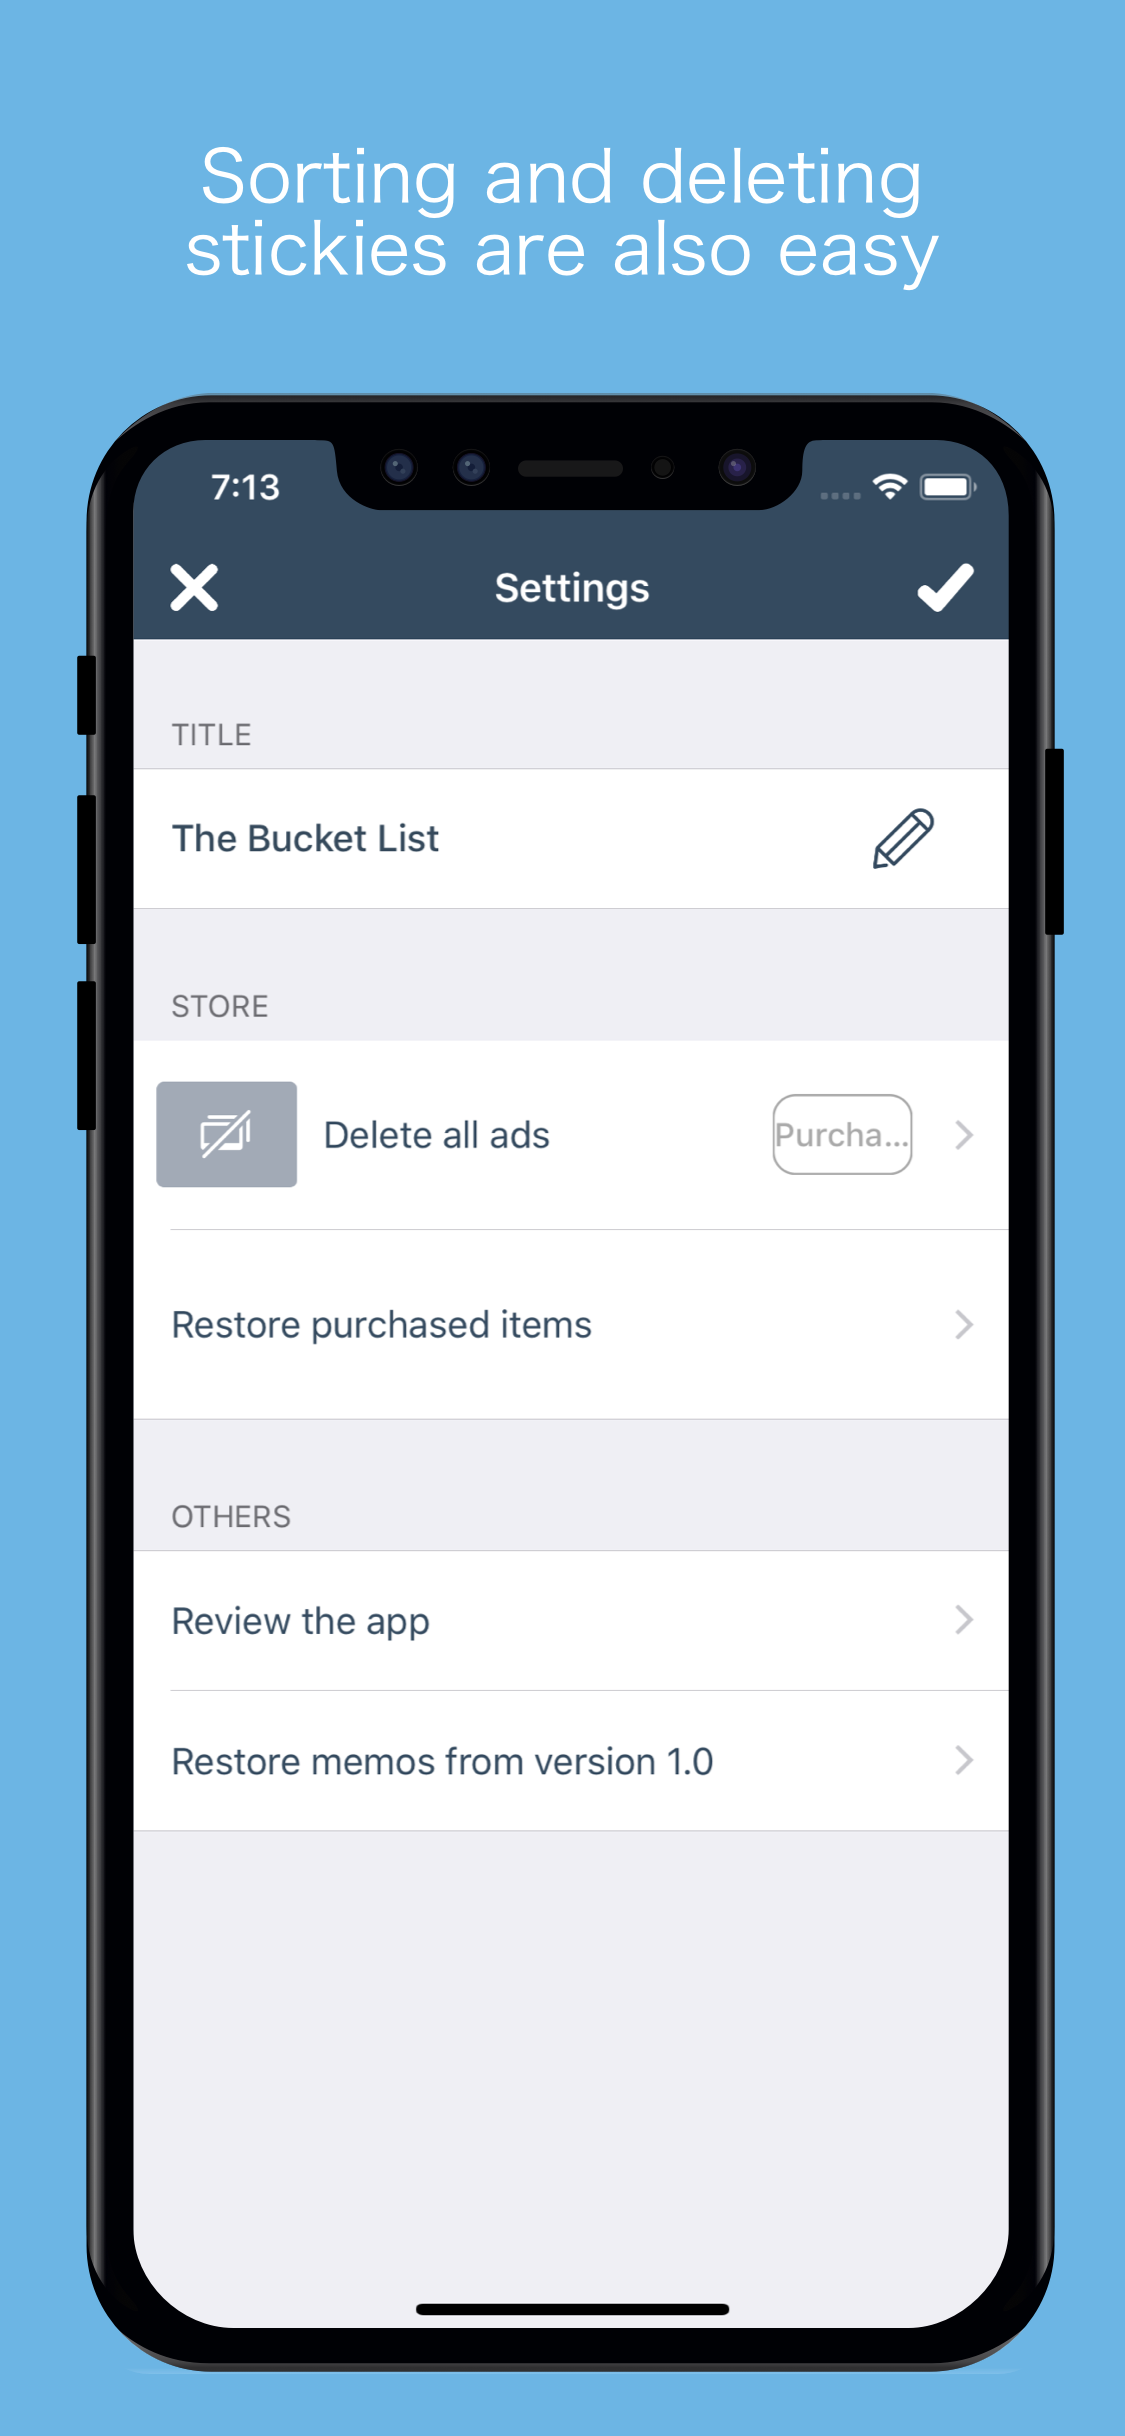 Sorting and deleting
stickies are also easy
7:13
Settings
TITLE
The Bucket List
STORE
Delete all ads
Purcha...
Restore purchased items
OTHERS
Review the app
Restore memos from version 1.0